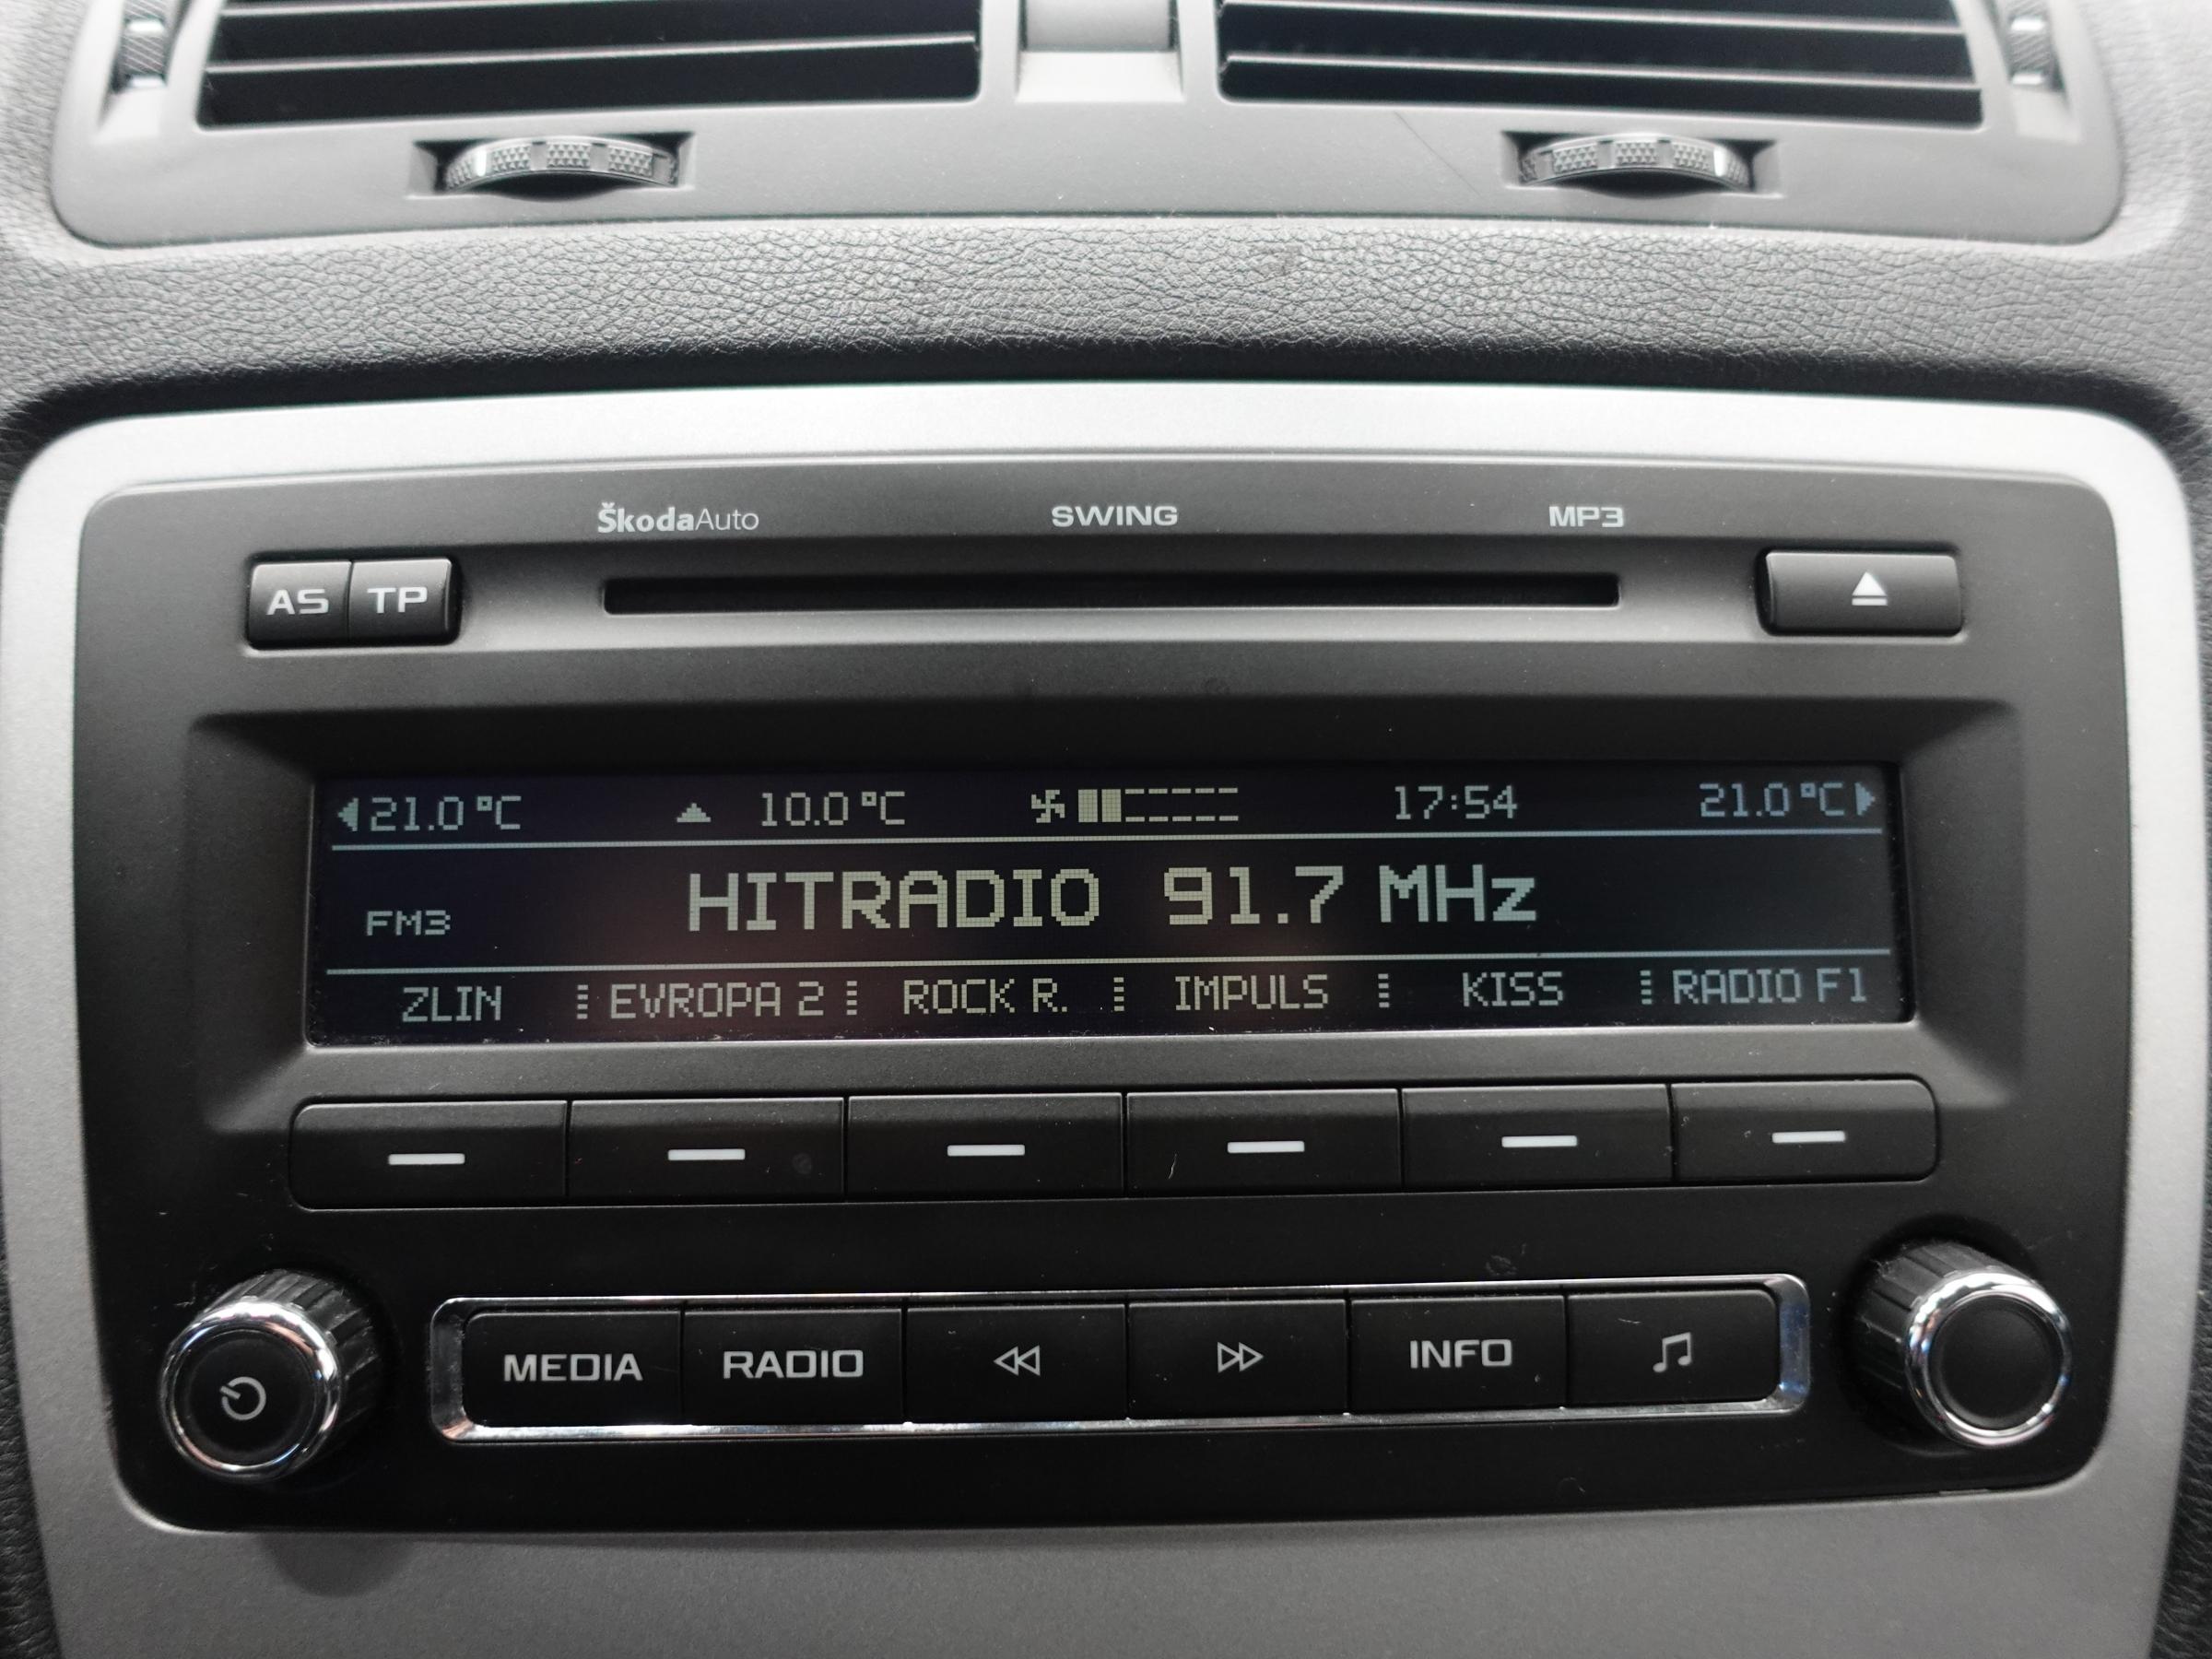 ŠkodaAuto SWING MP3
AS TP
21.0 °C 10.0 °C 17:54 21.0 °C
HITRADIO 91.7 MHz
FM3
ZLIN EVROPA 2 ROCK R. IMPULS KISS RADIO F1
MEDIA RADIO INFO